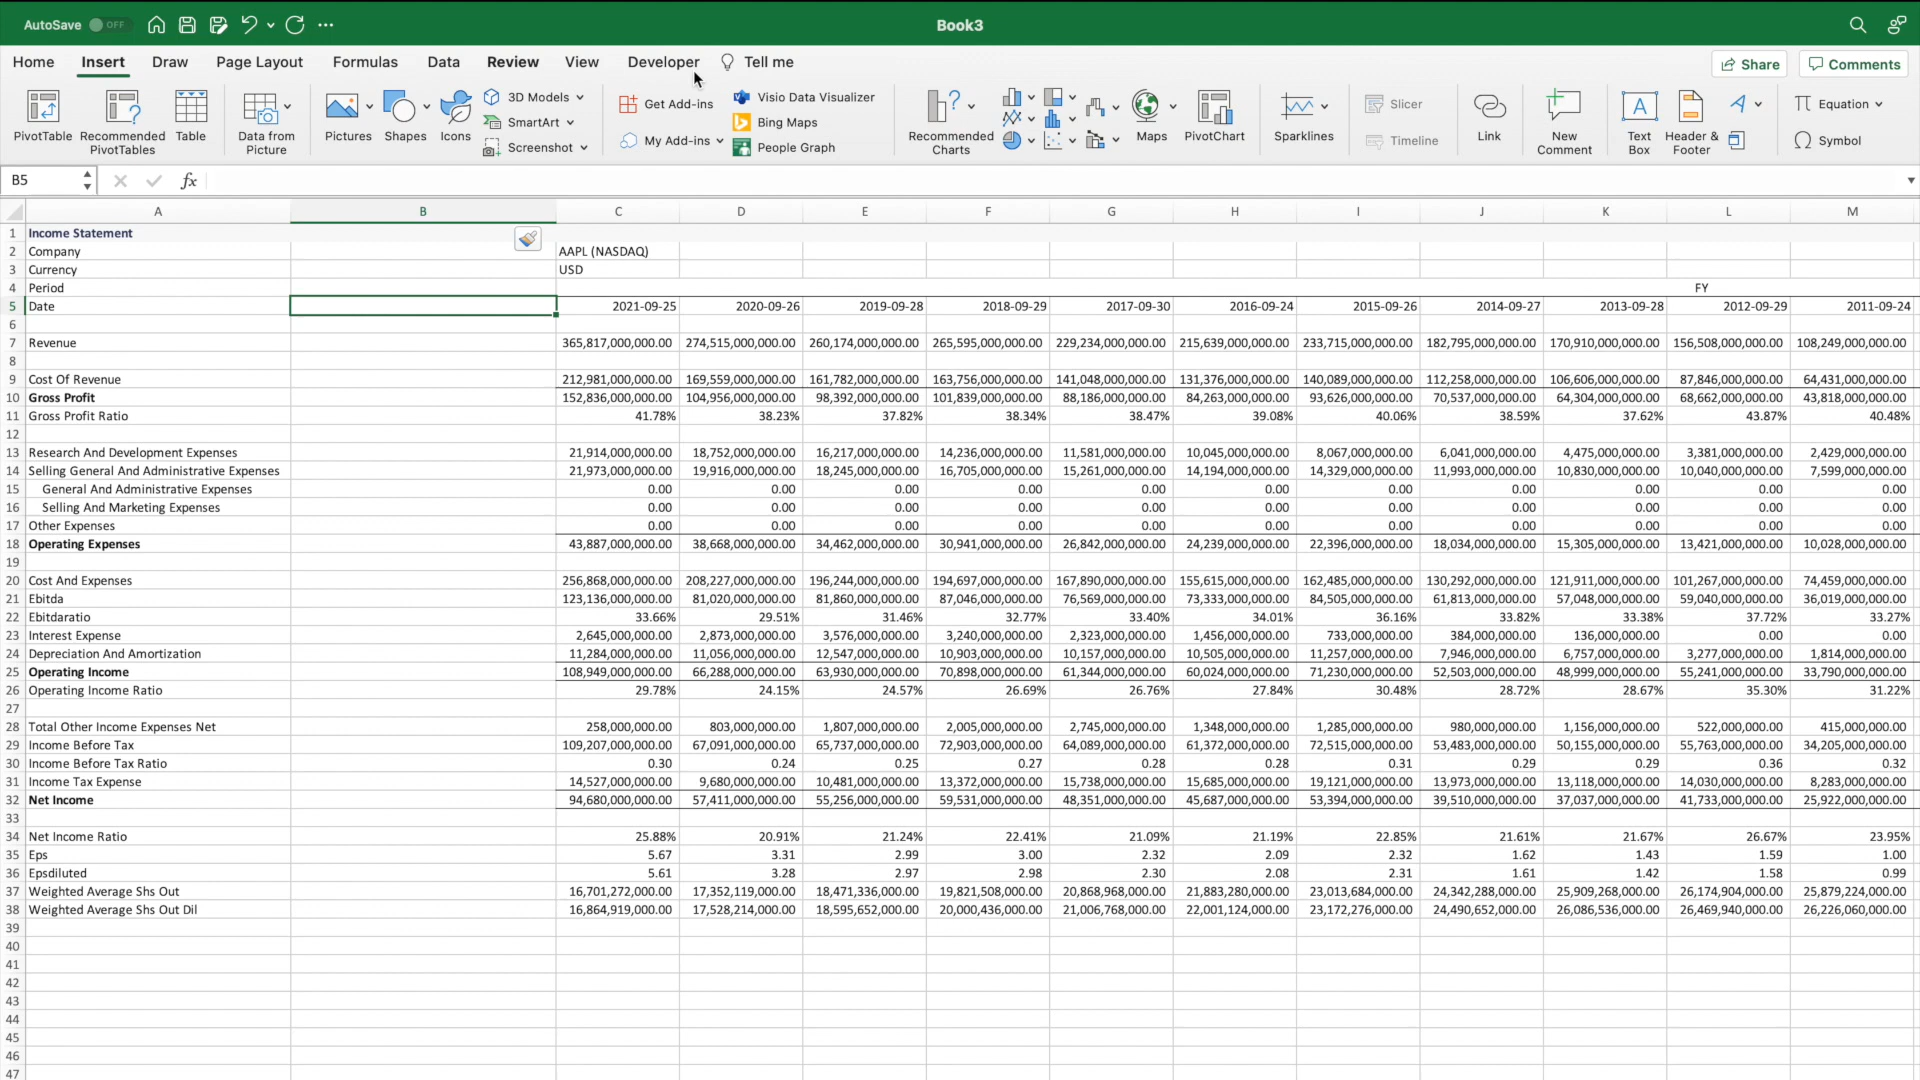 AutoSave OFF Book3
Home Insert Draw Page Layout Formulas Data Review View Developer Tell me Share Comments
PivotTable Recommended PivotTables Table Data from Picture Pictures Shapes Icons 3D Models SmartArt Screenshot Get Add-ins My Add-ins Visio Data Visualizer Bing Maps People Graph Recommended Charts Maps PivotChart Sparklines Slicer Timeline Link New Comment Text Box Header & Footer Equation Symbol
B5 fx
A B C D E F G H I J K L M
1 Income Statement
2 Company AAPL (NASDAQ)
3 Currency USD
4 Period FY
5 Date 2021-09-25 2020-09-26 2019-09-28 2018-09-29 2017-09-30 2016-09-24 2015-09-26 2014-09-27 2013-09-28 2012-09-29 2011-09-24
6
7 Revenue 365,817,000,000.00 274,515,000,000.00 260,174,000,000.00 265,595,000,000.00 229,234,000,000.00 215,639,000,000.00 233,715,000,000.00 182,795,000,000.00 170,910,000,000.00 156,508,000,000.00 108,249,000,000.00
8
9 Cost Of Revenue 212,981,000,000.00 169,559,000,000.00 161,782,000,000.00 163,756,000,000.00 141,048,000,000.00 131,376,000,000.00 140,089,000,000.00 112,258,000,000.00 106,606,000,000.00 87,846,000,000.00 64,431,000,000.00
10 Gross Profit 152,836,000,000.00 104,956,000,000.00 98,392,000,000.00 101,839,000,000.00 88,186,000,000.00 84,263,000,000.00 93,626,000,000.00 70,537,000,000.00 64,304,000,000.00 68,662,000,000.00 43,818,000,000.00
11 Gross Profit Ratio 41.78% 38.23% 37.82% 38.34% 38.47% 39.08% 40.06% 38.59% 37.62% 43.87% 40.48%
12
13 Research And Development Expenses 21,914,000,000.00 18,752,000,000.00 16,217,000,000.00 14,236,000,000.00 11,581,000,000.00 10,045,000,000.00 8,067,000,000.00 6,041,000,000.00 4,475,000,000.00 3,381,000,000.00 2,429,000,000.00
14 Selling General And Administrative Expenses 21,973,000,000.00 19,916,000,000.00 18,245,000,000.00 16,705,000,000.00 15,261,000,000.00 14,194,000,000.00 14,329,000,000.00 11,993,000,000.00 10,830,000,000.00 10,040,000,000.00 7,599,000,000.00
15 General And Administrative Expenses 0.00 0.00 0.00 0.00 0.00 0.00 0.00 0.00 0.00 0.00 0.00
16 Selling And Marketing Expenses 0.00 0.00 0.00 0.00 0.00 0.00 0.00 0.00 0.00 0.00 0.00
17 Other Expenses 0.00 0.00 0.00 0.00 0.00 0.00 0.00 0.00 0.00 0.00 0.00
18 Operating Expenses 43,887,000,000.00 38,668,000,000.00 34,462,000,000.00 30,941,000,000.00 26,842,000,000.00 24,239,000,000.00 22,396,000,000.00 18,034,000,000.00 15,305,000,000.00 13,421,000,000.00 10,028,000,000.00
19
20 Cost And Expenses 256,868,000,000.00 208,227,000,000.00 196,244,000,000.00 194,697,000,000.00 167,890,000,000.00 155,615,000,000.00 162,485,000,000.00 130,292,000,000.00 121,911,000,000.00 101,267,000,000.00 74,459,000,000.00
21 Ebitda 123,136,000,000.00 81,020,000,000.00 81,860,000,000.00 87,046,000,000.00 76,569,000,000.00 73,333,000,000.00 84,505,000,000.00 61,813,000,000.00 57,048,000,000.00 59,040,000,000.00 36,019,000,000.00
22 Ebitdaratio 33.66% 29.51% 31.46% 32.77% 33.40% 34.01% 36.16% 33.82% 33.38% 37.72% 33.27%
23 Interest Expense 2,645,000,000.00 2,873,000,000.00 3,576,000,000.00 3,240,000,000.00 2,323,000,000.00 1,456,000,000.00 733,000,000.00 384,000,000.00 136,000,000.00 0.00 0.00
24 Depreciation And Amortization 11,284,000,000.00 11,056,000,000.00 12,547,000,000.00 10,903,000,000.00 10,157,000,000.00 10,505,000,000.00 11,257,000,000.00 7,946,000,000.00 6,757,000,000.00 3,277,000,000.00 1,814,000,000.00
25 Operating Income 108,949,000,000.00 66,288,000,000.00 63,930,000,000.00 70,898,000,000.00 61,344,000,000.00 60,024,000,000.00 71,230,000,000.00 52,503,000,000.00 48,999,000,000.00 55,241,000,000.00 33,790,000,000.00
26 Operating Income Ratio 29.78% 24.15% 24.57% 26.69% 26.76% 27.84% 30.48% 28.72% 28.67% 35.30% 31.22%
27
28 Total Other Income Expenses Net 258,000,000.00 803,000,000.00 1,807,000,000.00 2,005,000,000.00 2,745,000,000.00 1,348,000,000.00 1,285,000,000.00 980,000,000.00 1,156,000,000.00 522,000,000.00 415,000,000.00
29 Income Before Tax 109,207,000,000.00 67,091,000,000.00 65,737,000,000.00 72,903,000,000.00 64,089,000,000.00 61,372,000,000.00 72,515,000,000.00 53,483,000,000.00 50,155,000,000.00 55,763,000,000.00 34,205,000,000.00
30 Income Before Tax Ratio 0.30 0.24 0.25 0.27 0.28 0.28 0.31 0.29 0.29 0.36 0.32
31 Income Tax Expense 14,527,000,000.00 9,680,000,000.00 10,481,000,000.00 13,372,000,000.00 15,738,000,000.00 15,685,000,000.00 19,121,000,000.00 13,973,000,000.00 13,118,000,000.00 14,030,000,000.00 8,283,000,000.00
32 Net Income 94,680,000,000.00 57,411,000,000.00 55,256,000,000.00 59,531,000,000.00 48,351,000,000.00 45,687,000,000.00 53,394,000,000.00 39,510,000,000.00 37,037,000,000.00 41,733,000,000.00 25,922,000,000.00
33
34 Net Income Ratio 25.88% 20.91% 21.24% 22.41% 21.09% 21.19% 22.85% 21.61% 21.67% 26.67% 23.95%
35 Eps 5.67 3.31 2.99 3.00 2.32 2.09 2.32 1.62 1.43 1.59 1.00
36 Epsdiluted 5.61 3.28 2.97 2.98 2.30 2.08 2.31 1.61 1.42 1.58 0.99
37 Weighted Average Shs Out 16,701,272,000.00 17,352,119,000.00 18,471,336,000.00 19,821,508,000.00 20,868,968,000.00 21,883,280,000.00 23,013,684,000.00 24,342,288,000.00 25,909,268,000.00 26,174,904,000.00 25,879,224,000.00
38 Weighted Average Shs Out Dil 16,864,919,000.00 17,528,214,000.00 18,595,652,000.00 20,000,436,000.00 21,006,768,000.00 22,001,124,000.00 23,172,276,000.00 24,490,652,000.00 26,086,536,000.00 26,469,940,000.00 26,226,060,000.00
39
40
41
42
43
44
45
46
47